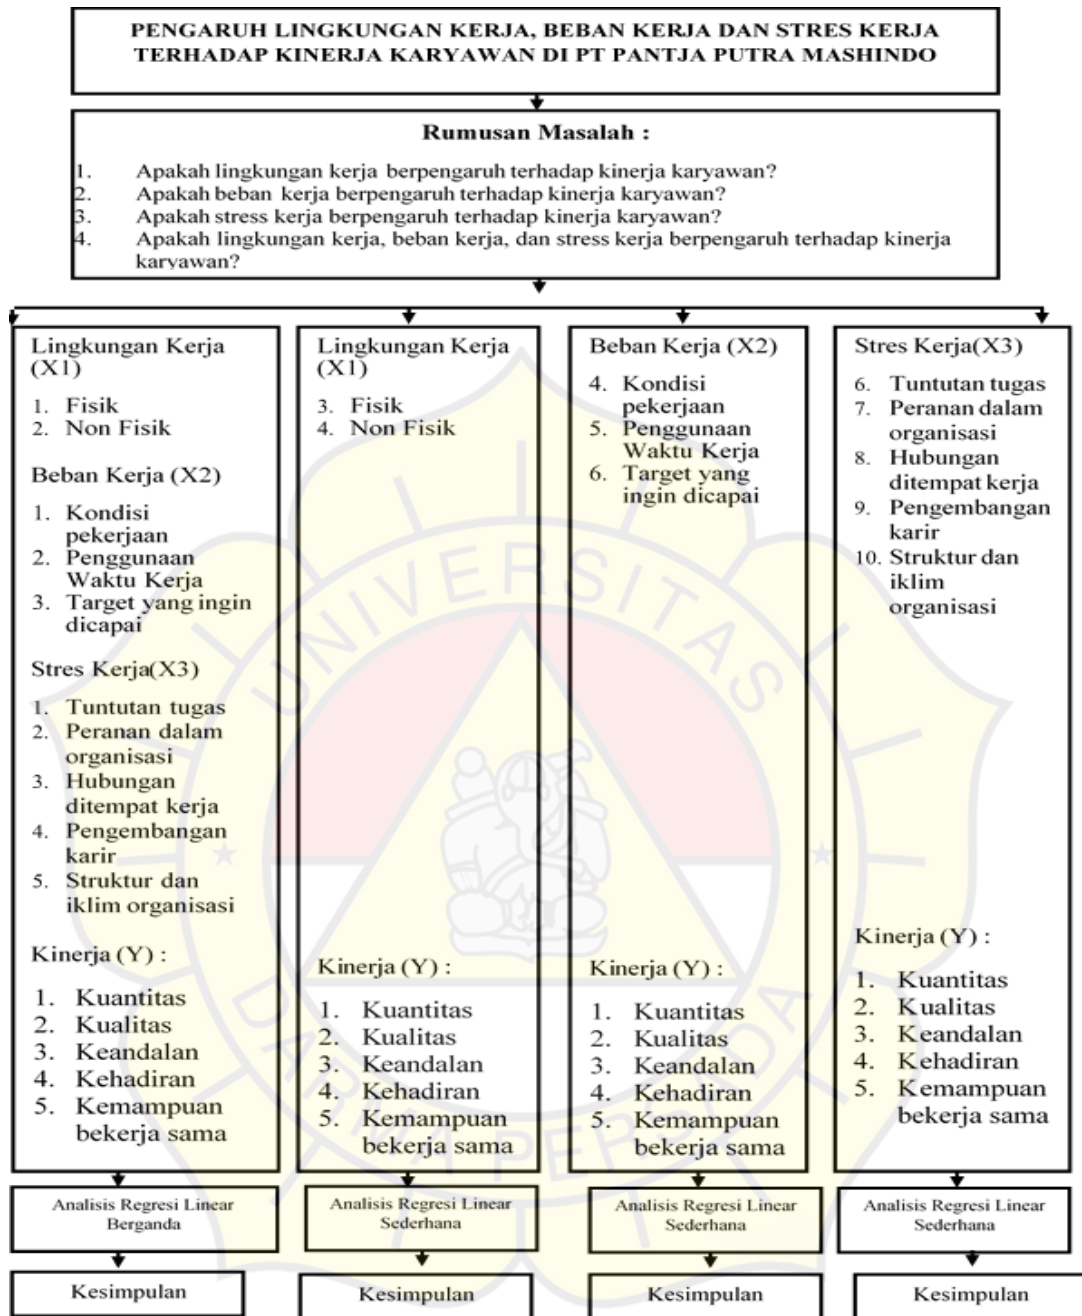 PENGARUH LINGKUNGAN KERJA, BEBAN KERJA DAN STRES KERJA
TERHADAP KINERJA KARYAWAN DI PT PANTJA PUTRA MASHINDO
Rumusan Masalah :
1. Apakah lingkungan kerja berpengaruh terhadap kinerja karyawan?
2. Apakah beban kerja berpengaruh terhadap kinerja karyawan?
3. Apakah stress kerja berpengaruh terhadap kinerja karyawan?
4. Apakah lingkungan kerja, beban kerja, dan stress kerja berpengaruh terhadap kinerja
karyawan?
Lingkungan Kerja
(X1)
1. Fisik
2. Non Fisik
Beban Kerja (X2)
1. Kondisi
pekerjaan
2. Penggunaan
Waktu Kerja
3. Target yang ingin
dicapai
Stres Kerja(X3)
1. Tuntutan tugas
2. Peranan dalam
organisasi
3. Hubungan
ditempat kerja
4. Pengembangan
karir
5. Struktur dan
iklim organisasi
Kinerja (Y) :
1. Kuantitas
2. Kualitas
3. Keandalan
4. Kehadiran
5. Kemampuan
bekerja sama
Analisis Regresi Linear
Berganda
Kesimpulan
Lingkungan Kerja
(X1)
3. Fisik
4. Non Fisik
Kinerja (Y) :
1. Kuantitas
2. Kualitas
3. Keandalan
4. Kehadiran
5. Kemampuan
bekerja sama
Analisis Regresi Linear
Sederhana
Kesimpulan
Beban Kerja (X2)
4. Kondisi
pekerjaan
5. Penggunaan
Waktu Kerja
6. Target yang
ingin dicapai
Kinerja (Y) :
1. Kuantitas
2. Kualitas
3. Keandalan
4. Kehadiran
5. Kemampuan
bekerja sama
Analisis Regresi Linear
Sederhana
Kesimpulan
Stres Kerja(X3)
6. Tuntutan tugas
7. Peranan dalam
organisasi
8. Hubungan
ditempat kerja
9. Pengembangan
karir
10. Struktur dan
iklim
organisasi
Kinerja (Y) :
1. Kuantitas
2. Kualitas
3. Keandalan
4. Kehadiran
5. Kemampuan
bekerja sama
Analisis Regresi Linear
Sederhana
Kesimpulan
UNIVERSITAS
DARMA PERSADA